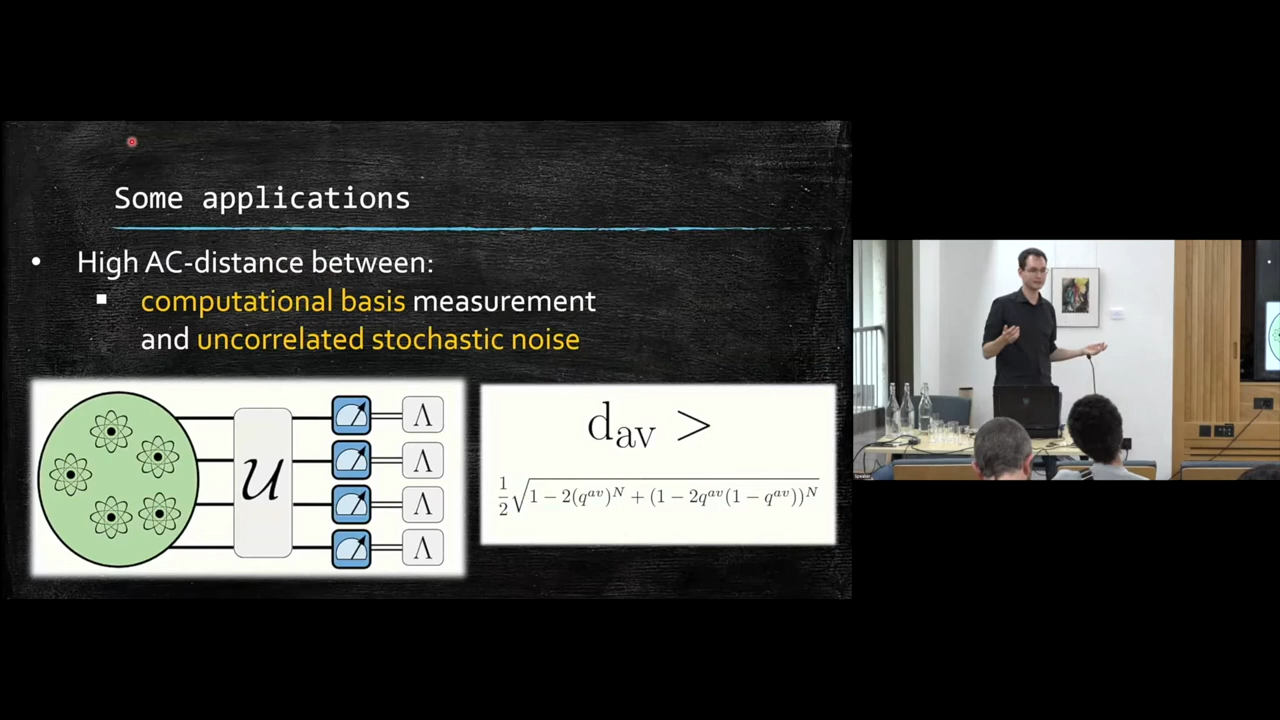 Some applications
• High AC-distance between:
▪ computational basis measurement
and uncorrelated stochastic noise
𝒰
Λ
Λ
Λ
Λ
d_av >
½√(1 − 2(q^{av})^N + (1 − 2q^{av}(1 − q^{av}))^N)
Speaker